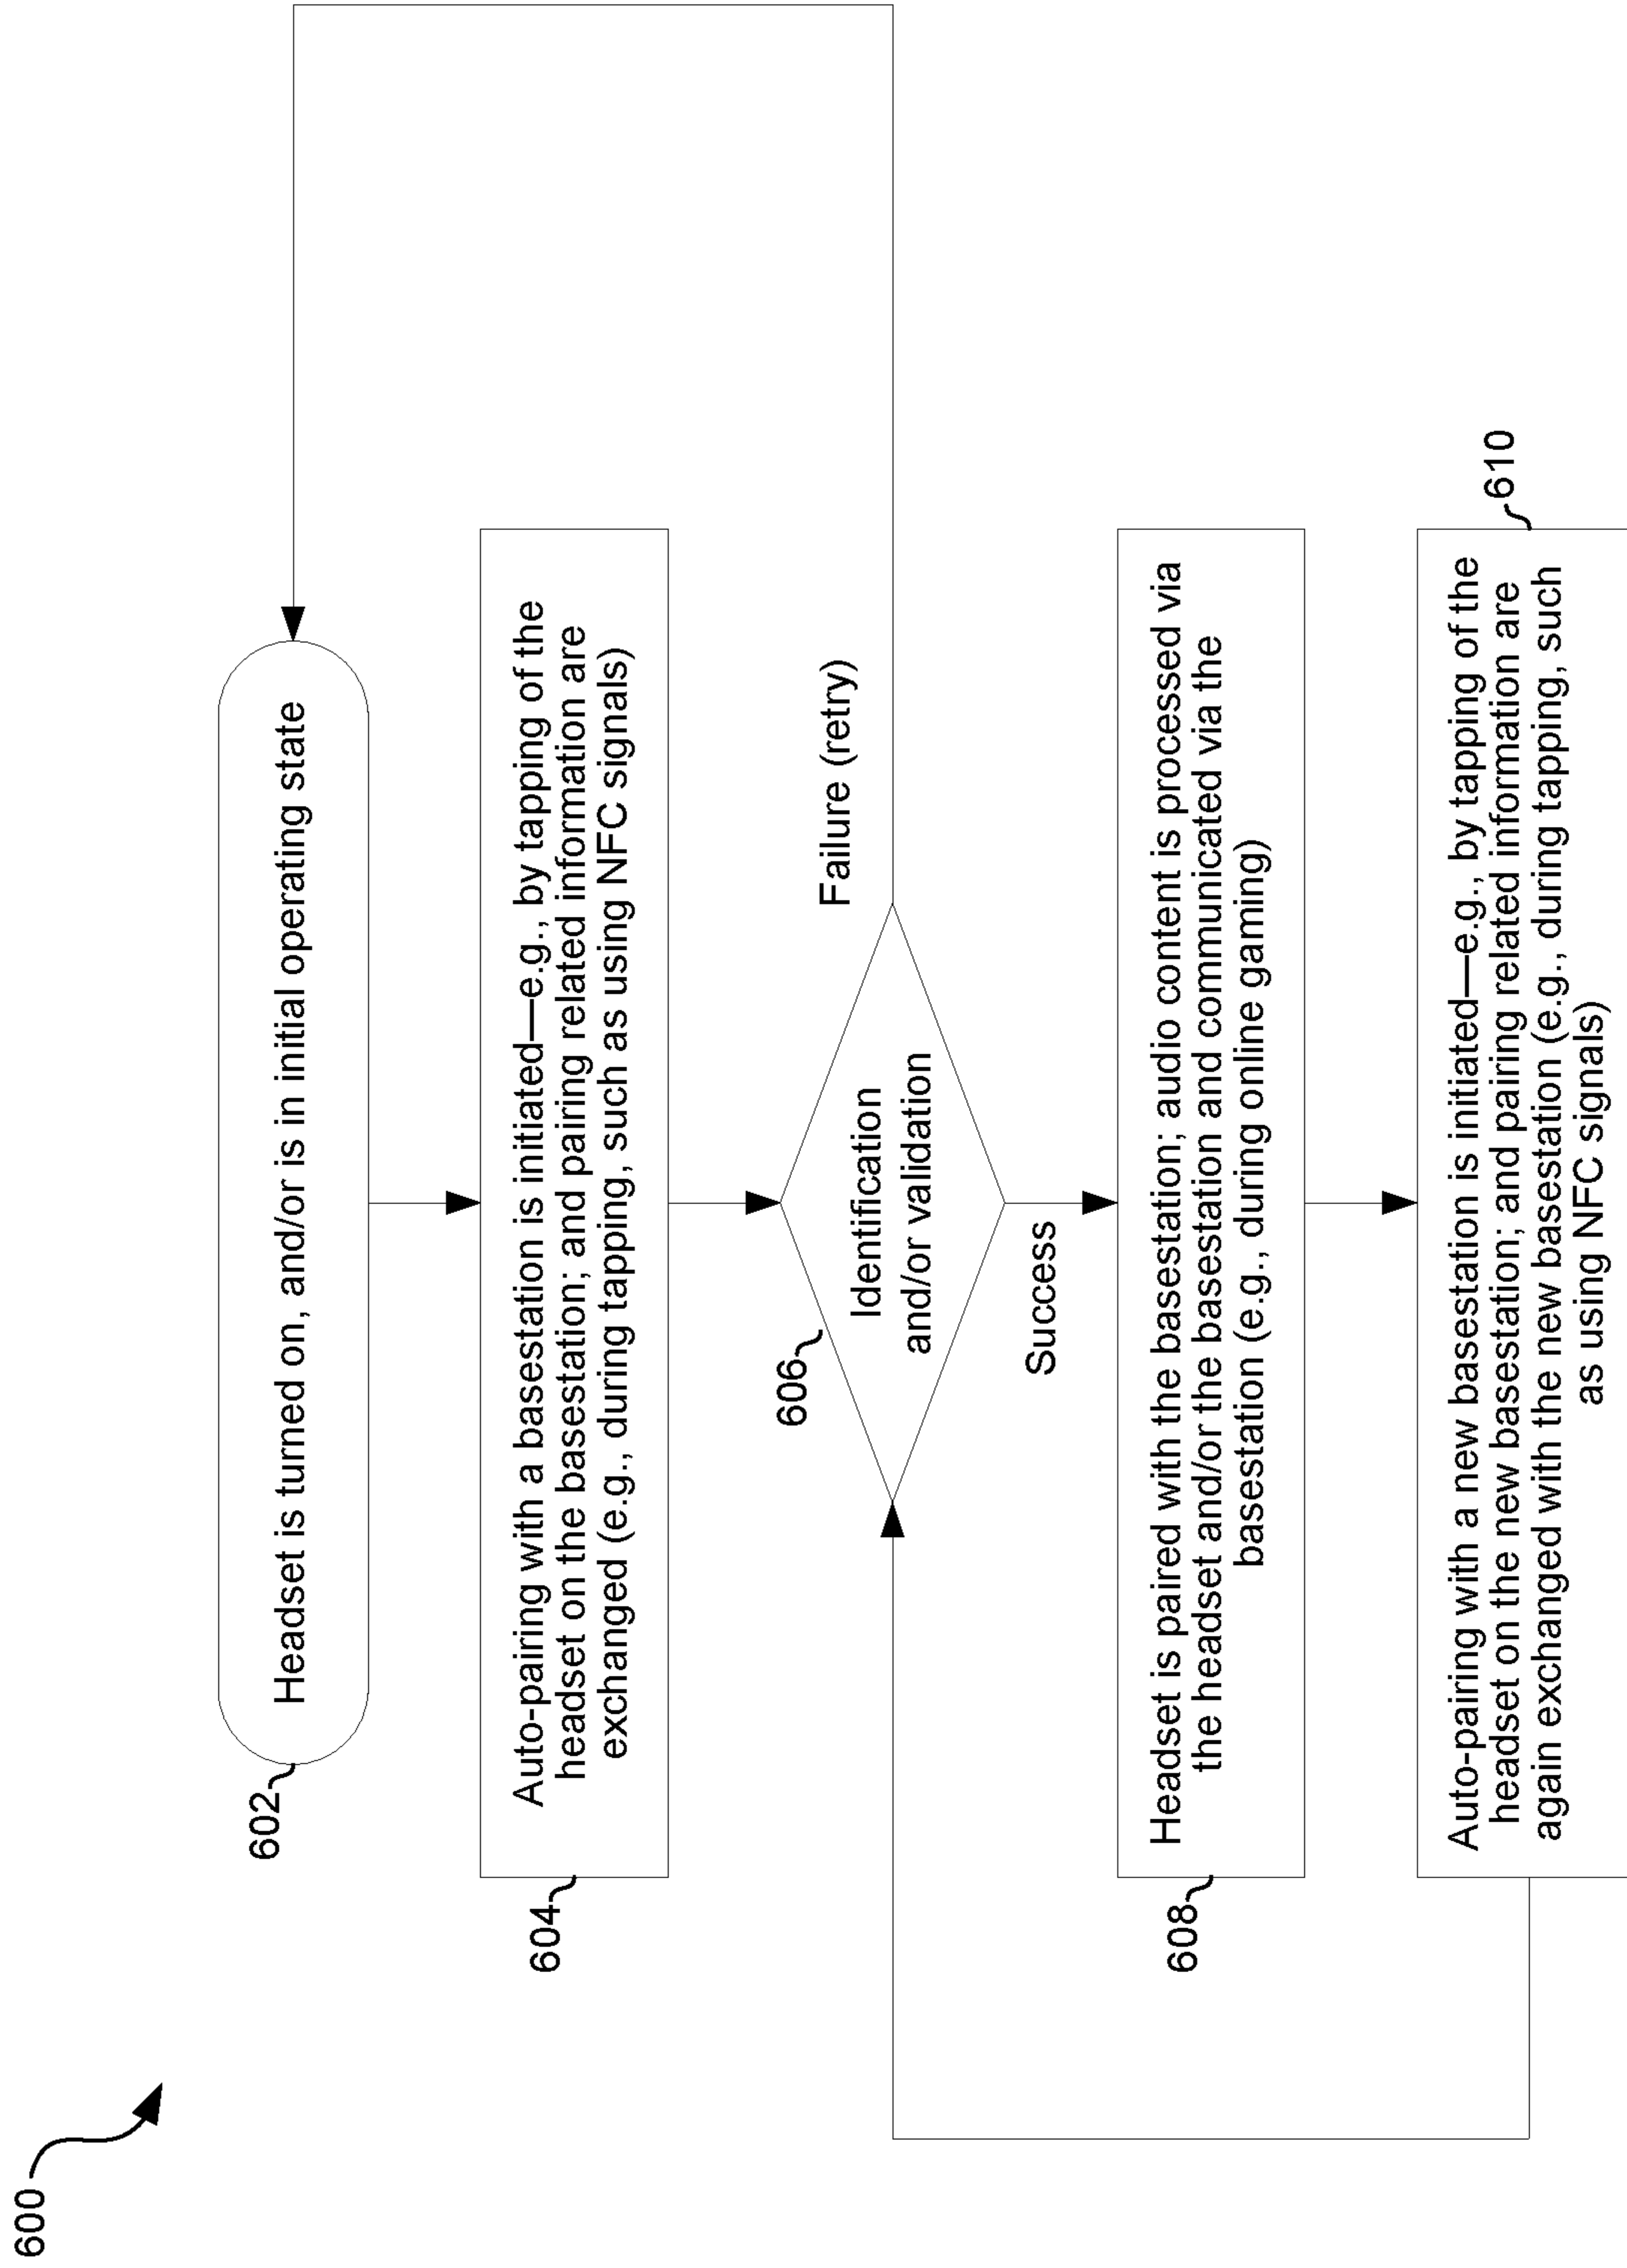 600
602
Headset is turned on, and/or is in initial operating state
604
Auto-pairing with a basestation is initiated—e.g., by tapping of the
headset on the basestation; and pairing related information are
exchanged (e.g., during tapping, such as using NFC signals)
606
Identification
and/or validation
Failure (retry)
Success
608
Headset is paired with the basestation; audio content is processed via
the headset and/or the basestation and communicated via the
basestation (e.g., during online gaming)
610
Auto-pairing with a new basestation is initiated—e.g., by tapping of the
headset on the new basestation; and pairing related information are
again exchanged with the new basestation (e.g., during tapping, such
as using NFC signals)